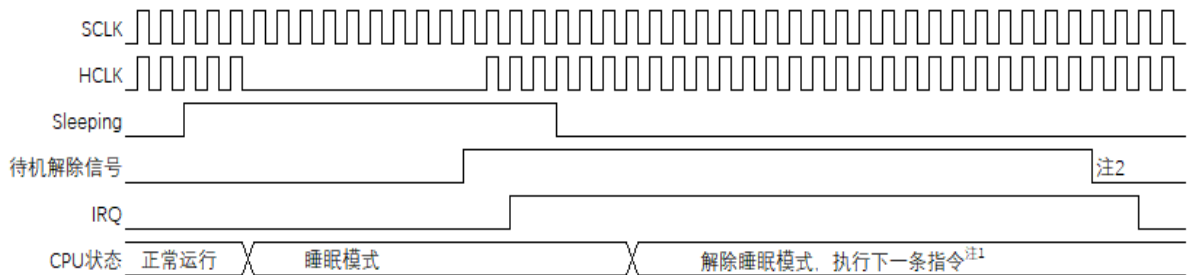 SCLK
HCLK
Sleeping
待机解除信号 注2
IRQ
CPU状态 正常运行 睡眠模式 解除睡眠模式，执行下一条指令注1